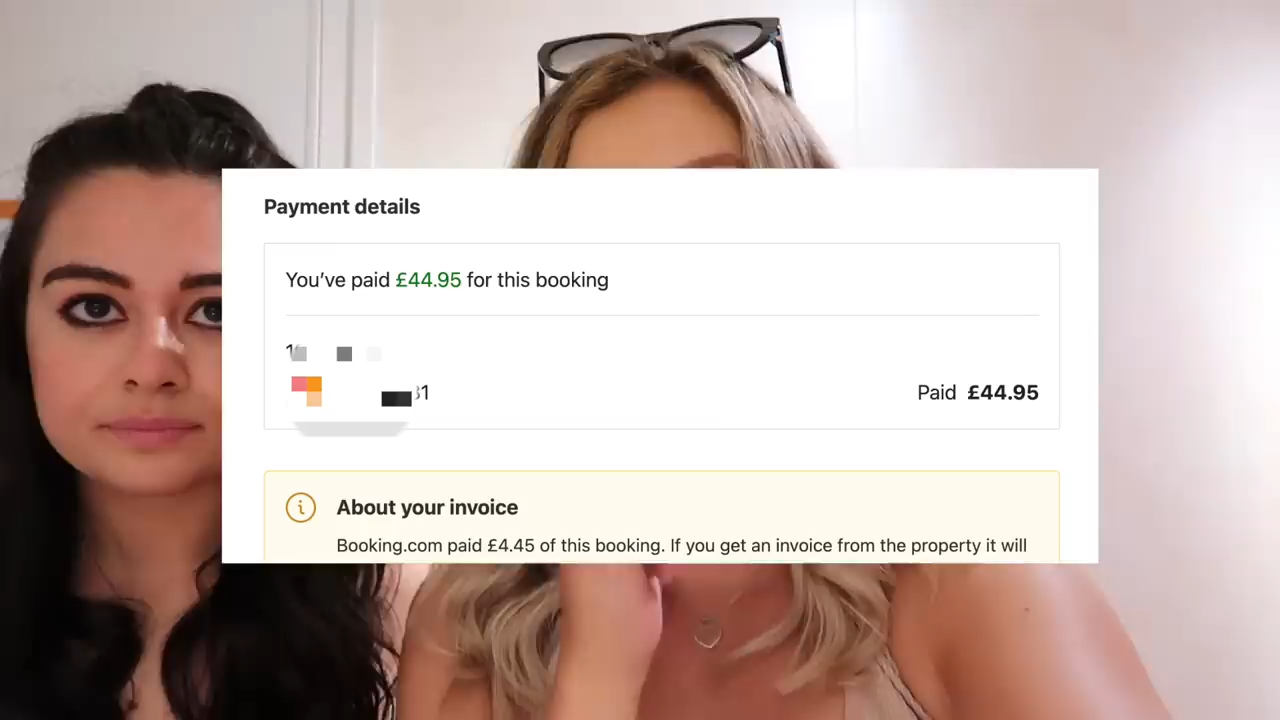 Payment details
You've paid £44.95 for this booking
Paid £44.95
About your invoice
Booking.com paid £4.45 of this booking. If you get an invoice from the property it will